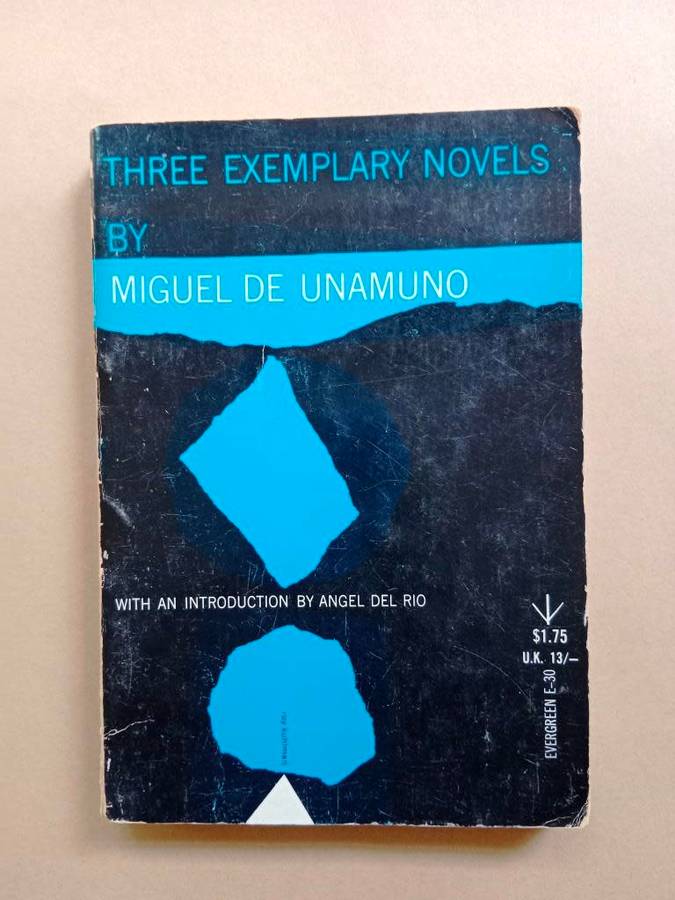 THREE EXEMPLARY NOVELS
BY
MIGUEL DE UNAMUNO
WITH AN INTRODUCTION BY ANGEL DEL RIO
$1.75
U.K. 13/–
EVERGREEN E–30